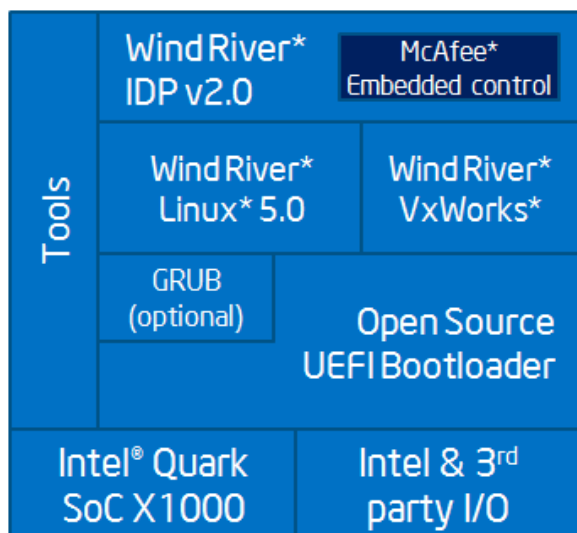 Wind River*
IDP v2.0
McAfee*
Embedded control
Tools
Wind River*
Linux* 5.0
Wind River*
VxWorks*
GRUB
(optional)
Open Source
UEFI Bootloader
Intel® Quark
SoC X1000
Intel & 3rd
party I/O